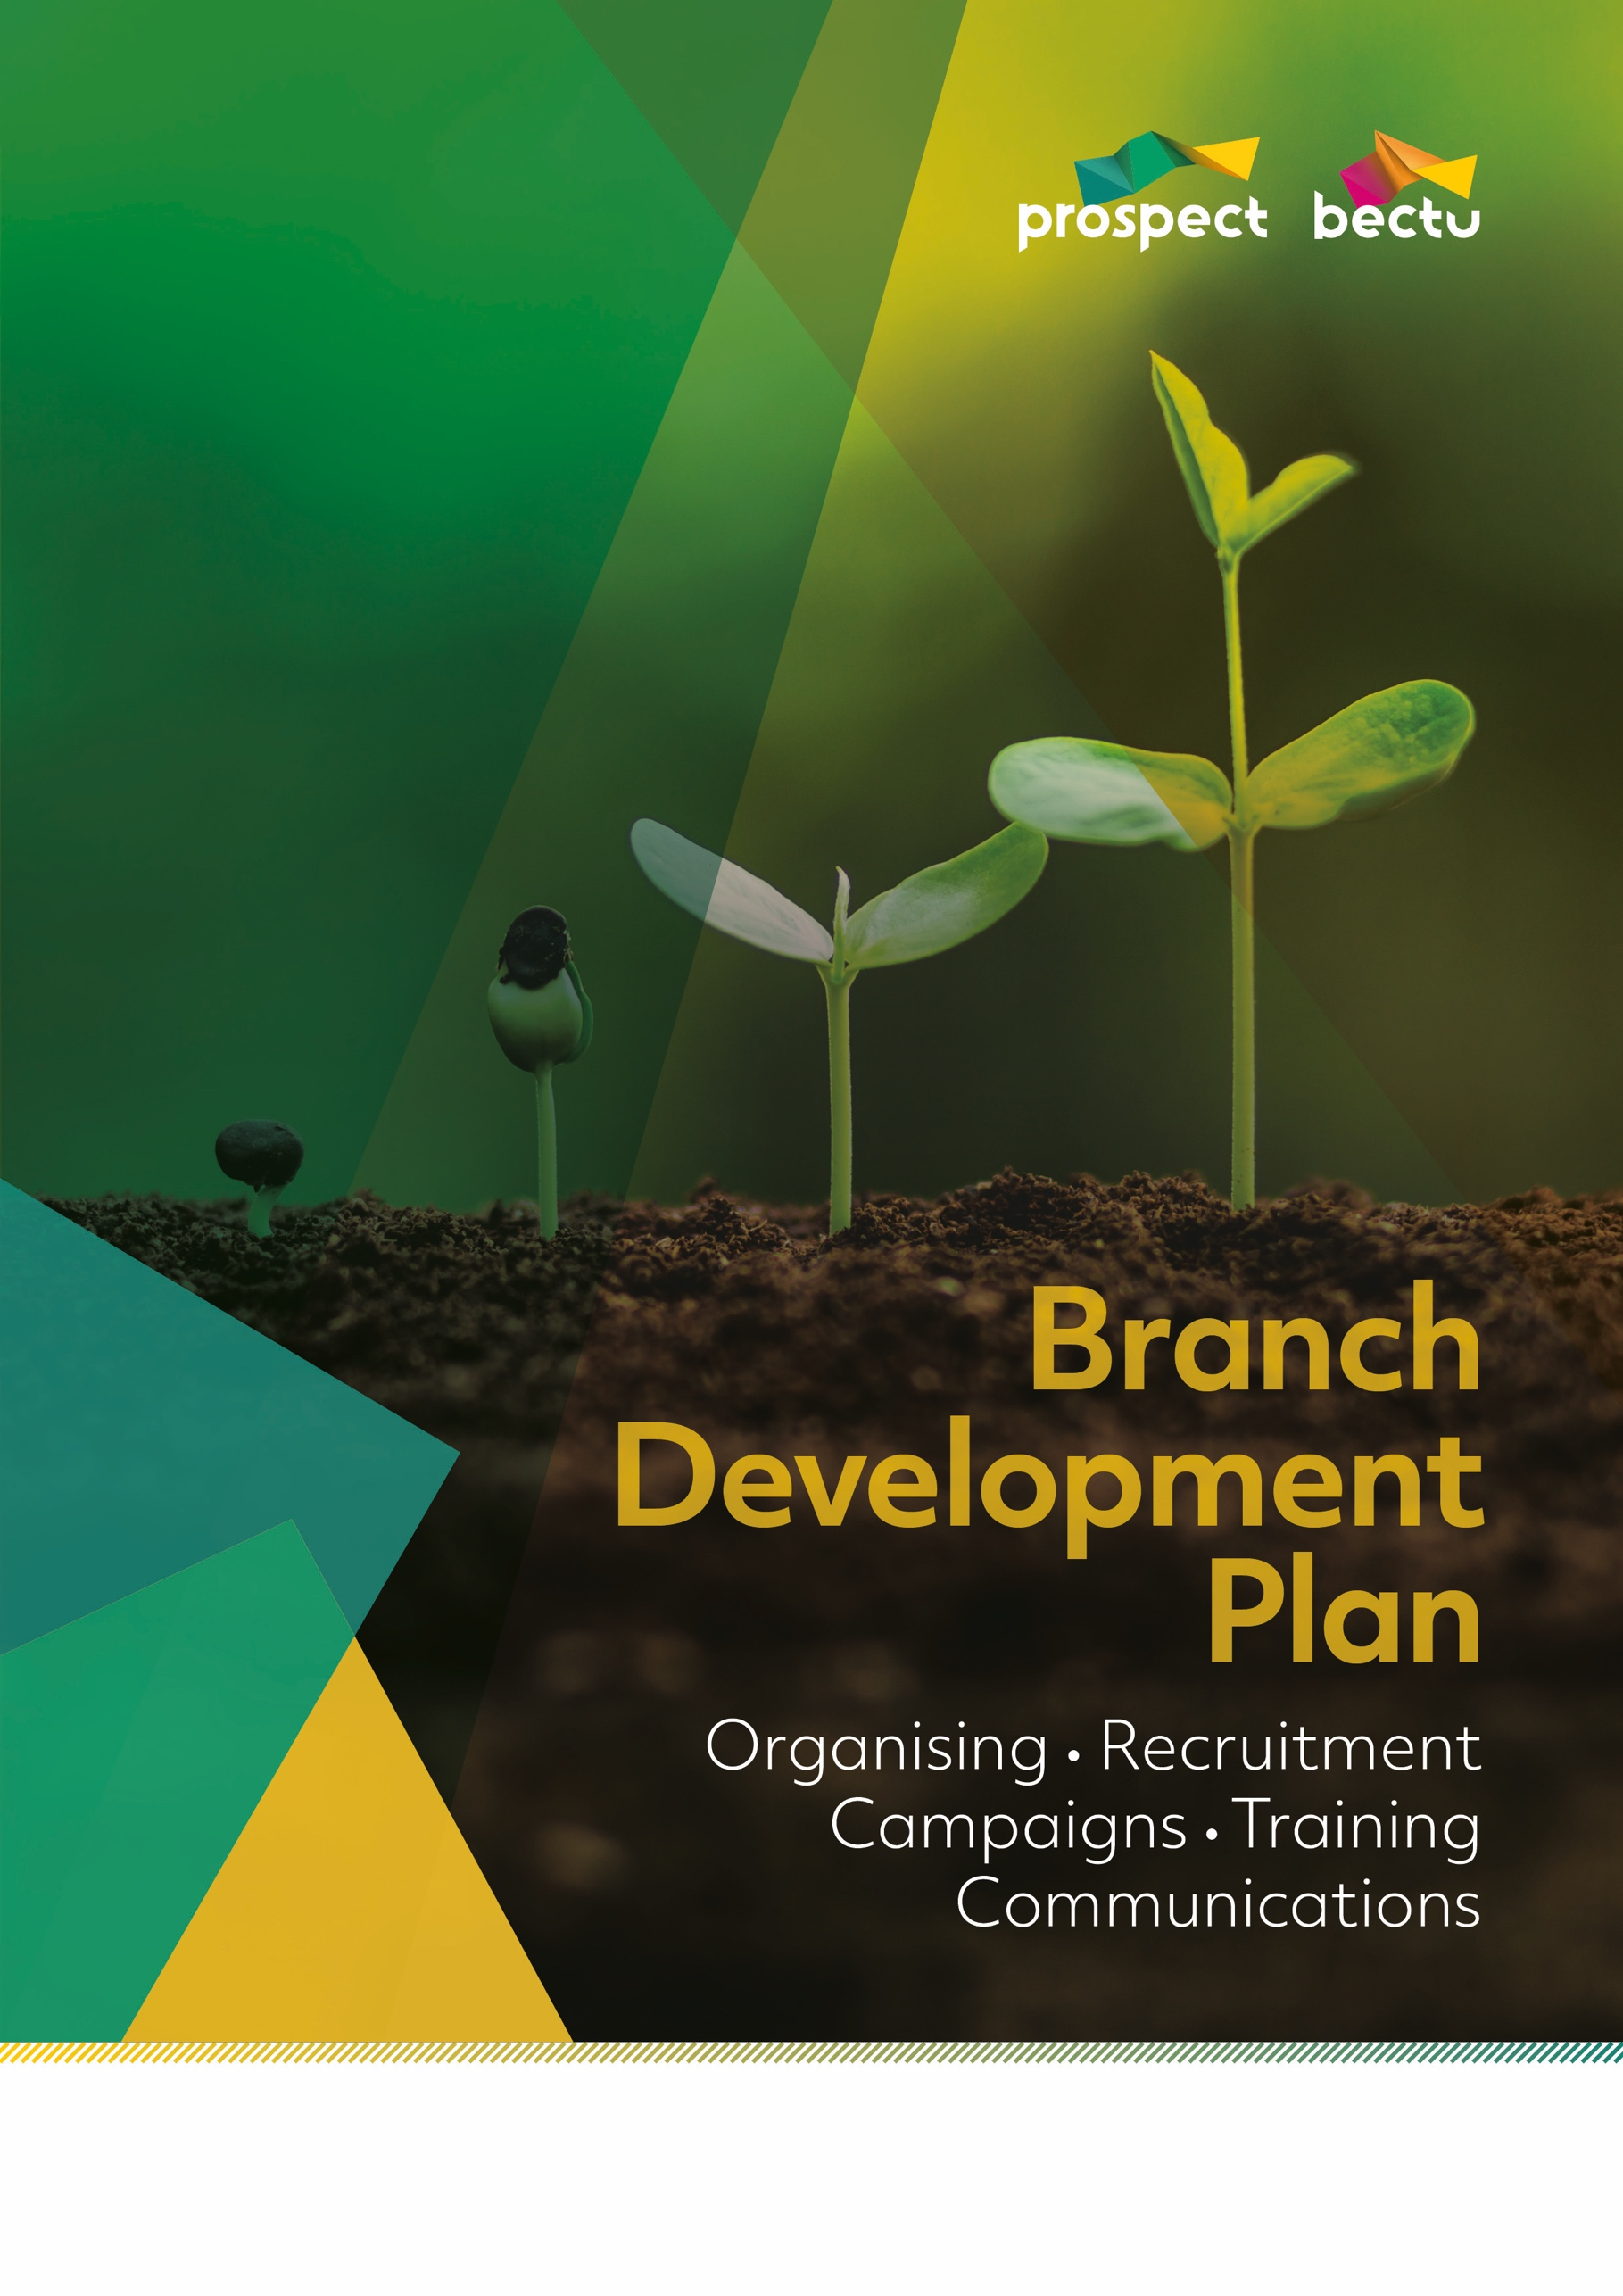 prospect bectu
Branch
Development
Plan
Organising • Recruitment
Campaigns • Training
Communications